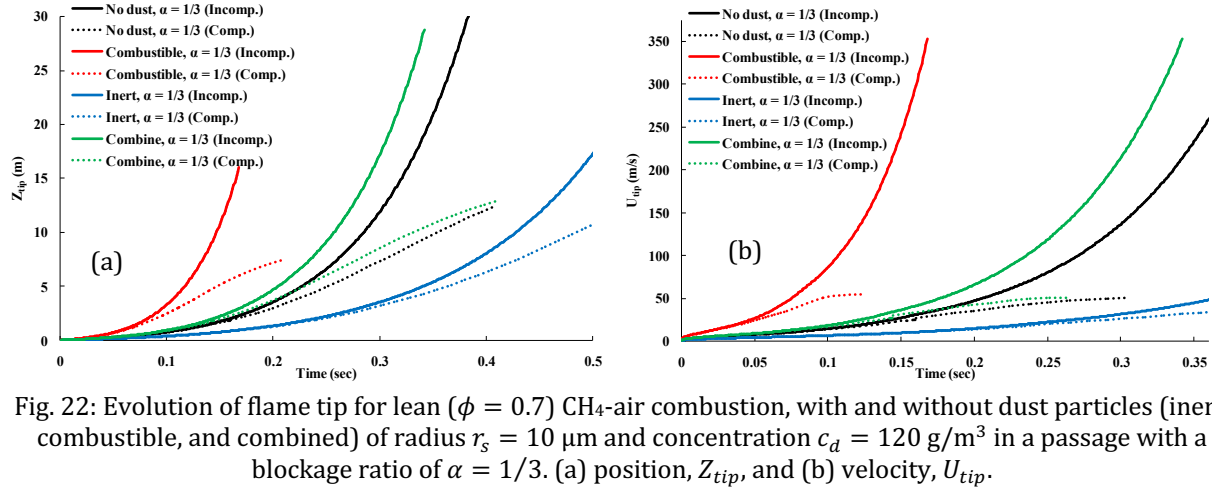 No dust, α = 1/3 (Incomp.)
No dust, α = 1/3 (Comp.)
Combustible, α = 1/3 (Incomp.)
Combustible, α = 1/3 (Comp.)
Inert, α = 1/3 (Incomp.)
Inert, α = 1/3 (Comp.)
Combine, α = 1/3 (Incomp.)
Combine, α = 1/3 (Comp.)
30
25
20
15
10
5
0
Z_tip (m)
(a)
0
0.1
0.2
0.3
0.4
0.5
Time (sec)
No dust, α = 1/3 (Incomp.)
No dust, α = 1/3 (Comp.)
Combustible, α = 1/3 (Incomp.)
Combustible, α = 1/3 (Comp.)
Inert, α = 1/3 (Incomp.)
Inert, α = 1/3 (Comp.)
Combine, α = 1/3 (Incomp.)
Combine, α = 1/3 (Comp.)
350
300
250
200
150
100
50
0
U_tip (m/s)
(b)
0
0.05
0.1
0.15
0.2
0.25
0.3
0.35
Time (sec)
Fig. 22: Evolution of flame tip for lean (ϕ = 0.7) CH₄-air combustion, with and without dust particles (iner
combustible, and combined) of radius r_s = 10 μm and concentration c_d = 120 g/m³ in a passage with a
blockage ratio of α = 1/3. (a) position, Z_tip, and (b) velocity, U_tip.